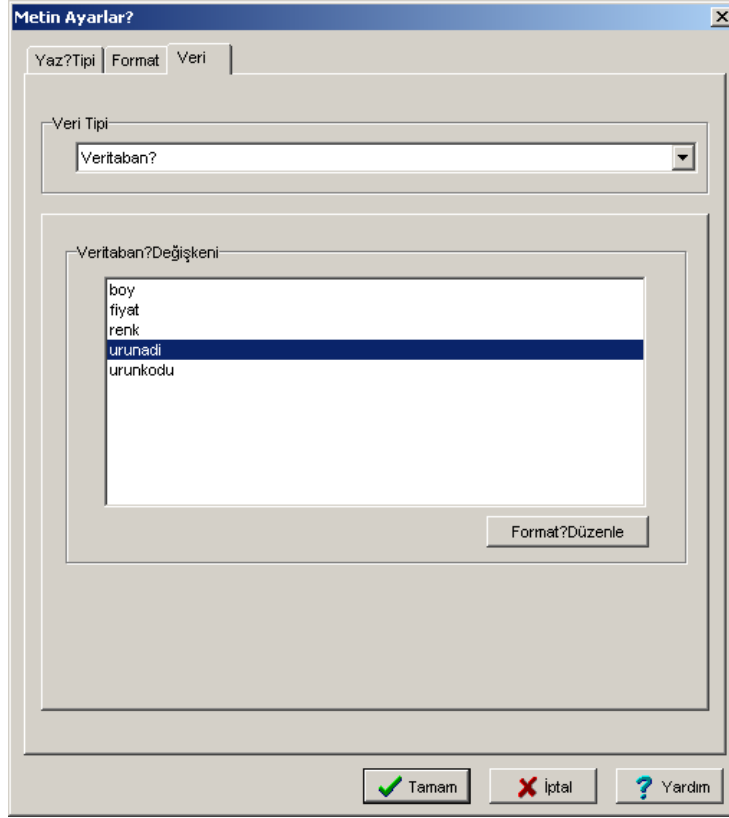 Metin Ayarlar?
Yaz?Tipi Format Veri
Veri Tipi
Veritaban?
Veritaban?Değişkeni
boy
fiyat
renk
urunadi
urunkodu
Format?Düzenle
Tamam İptal Yardım